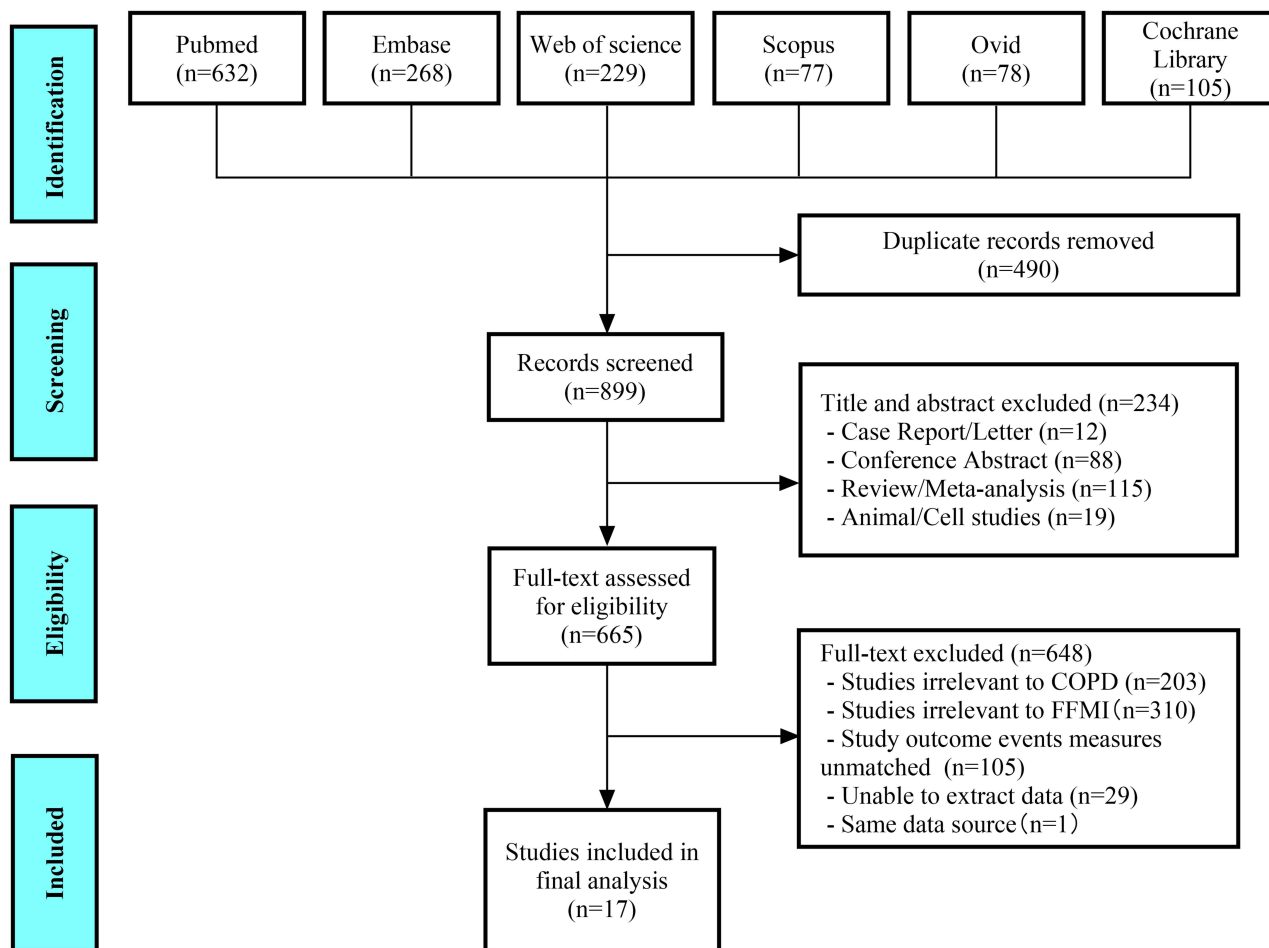 Identification
Pubmed
(n=632)
Embase
(n=268)
Web of science
(n=229)
Scopus
(n=77)
Ovid
(n=78)
Cochrane
Library
(n=105)
Duplicate records removed
(n=490)
Screening
Records screened
(n=899)
Title and abstract excluded (n=234)
- Case Report/Letter (n=12)
- Conference Abstract (n=88)
- Review/Meta-analysis (n=115)
- Animal/Cell studies (n=19)
Eligibility
Full-text assessed
for eligibility
(n=665)
Full-text excluded (n=648)
- Studies irrelevant to COPD (n=203)
- Studies irrelevant to FFMI（n=310)
- Study outcome events measures
unmatched  (n=105)
- Unable to extract data (n=29)
- Same data source（n=1）
Included
Studies included in
final analysis
(n=17)